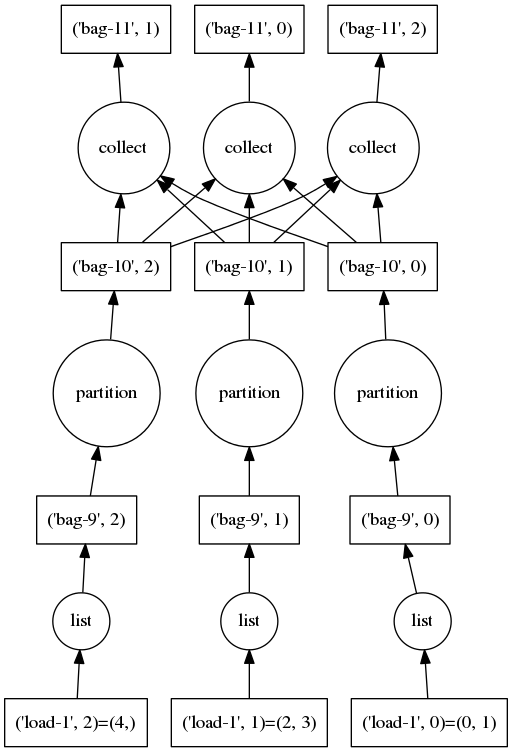 ('bag-11', 1)
('bag-11', 0)
('bag-11', 2)
collect
collect
collect
('bag-10', 2)
('bag-10', 1)
('bag-10', 0)
partition
partition
partition
('bag-9', 2)
('bag-9', 1)
('bag-9', 0)
list
list
list
('load-1', 2)=(4,)
('load-1', 1)=(2, 3)
('load-1', 0)=(0, 1)